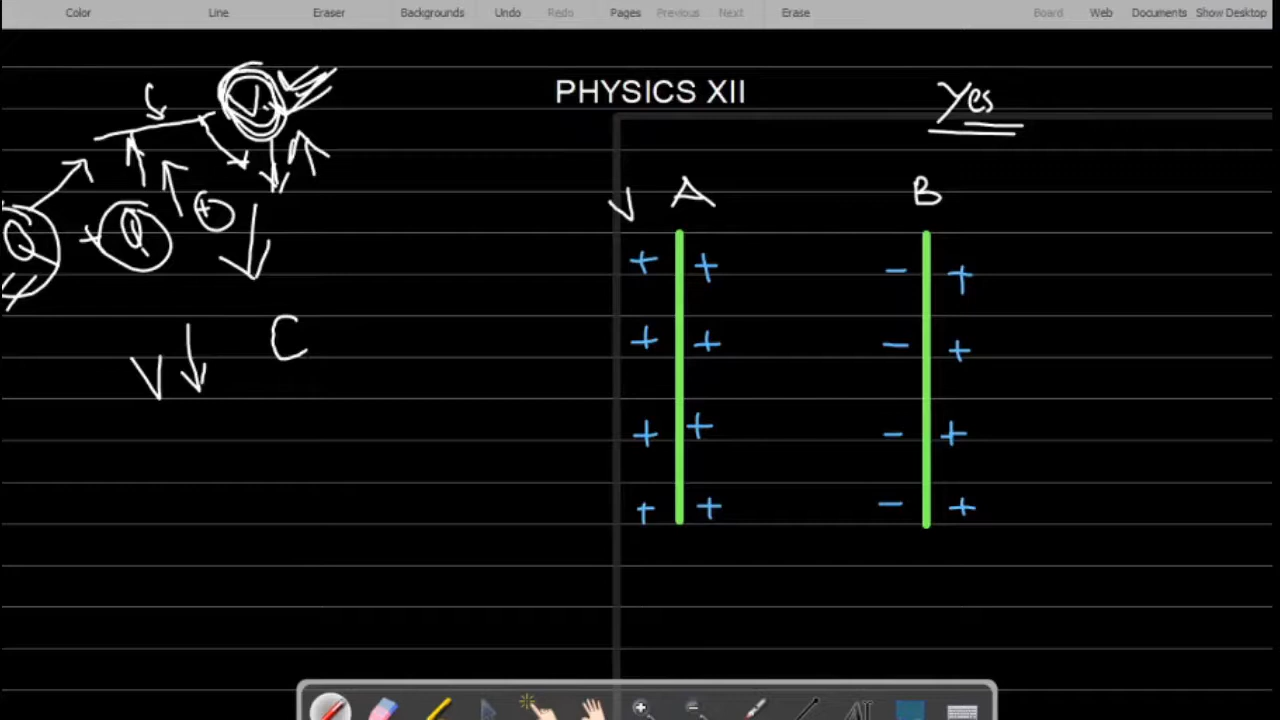 Color Line Eraser Backgrounds Undo Redo Pages Previous Next Erase Board Web Documents Show Desktop
PHYSICS XII
Yes
C V
Q +Q +
V C
V A B
+ + - +
+ + - +
+ + - +
+ + - +